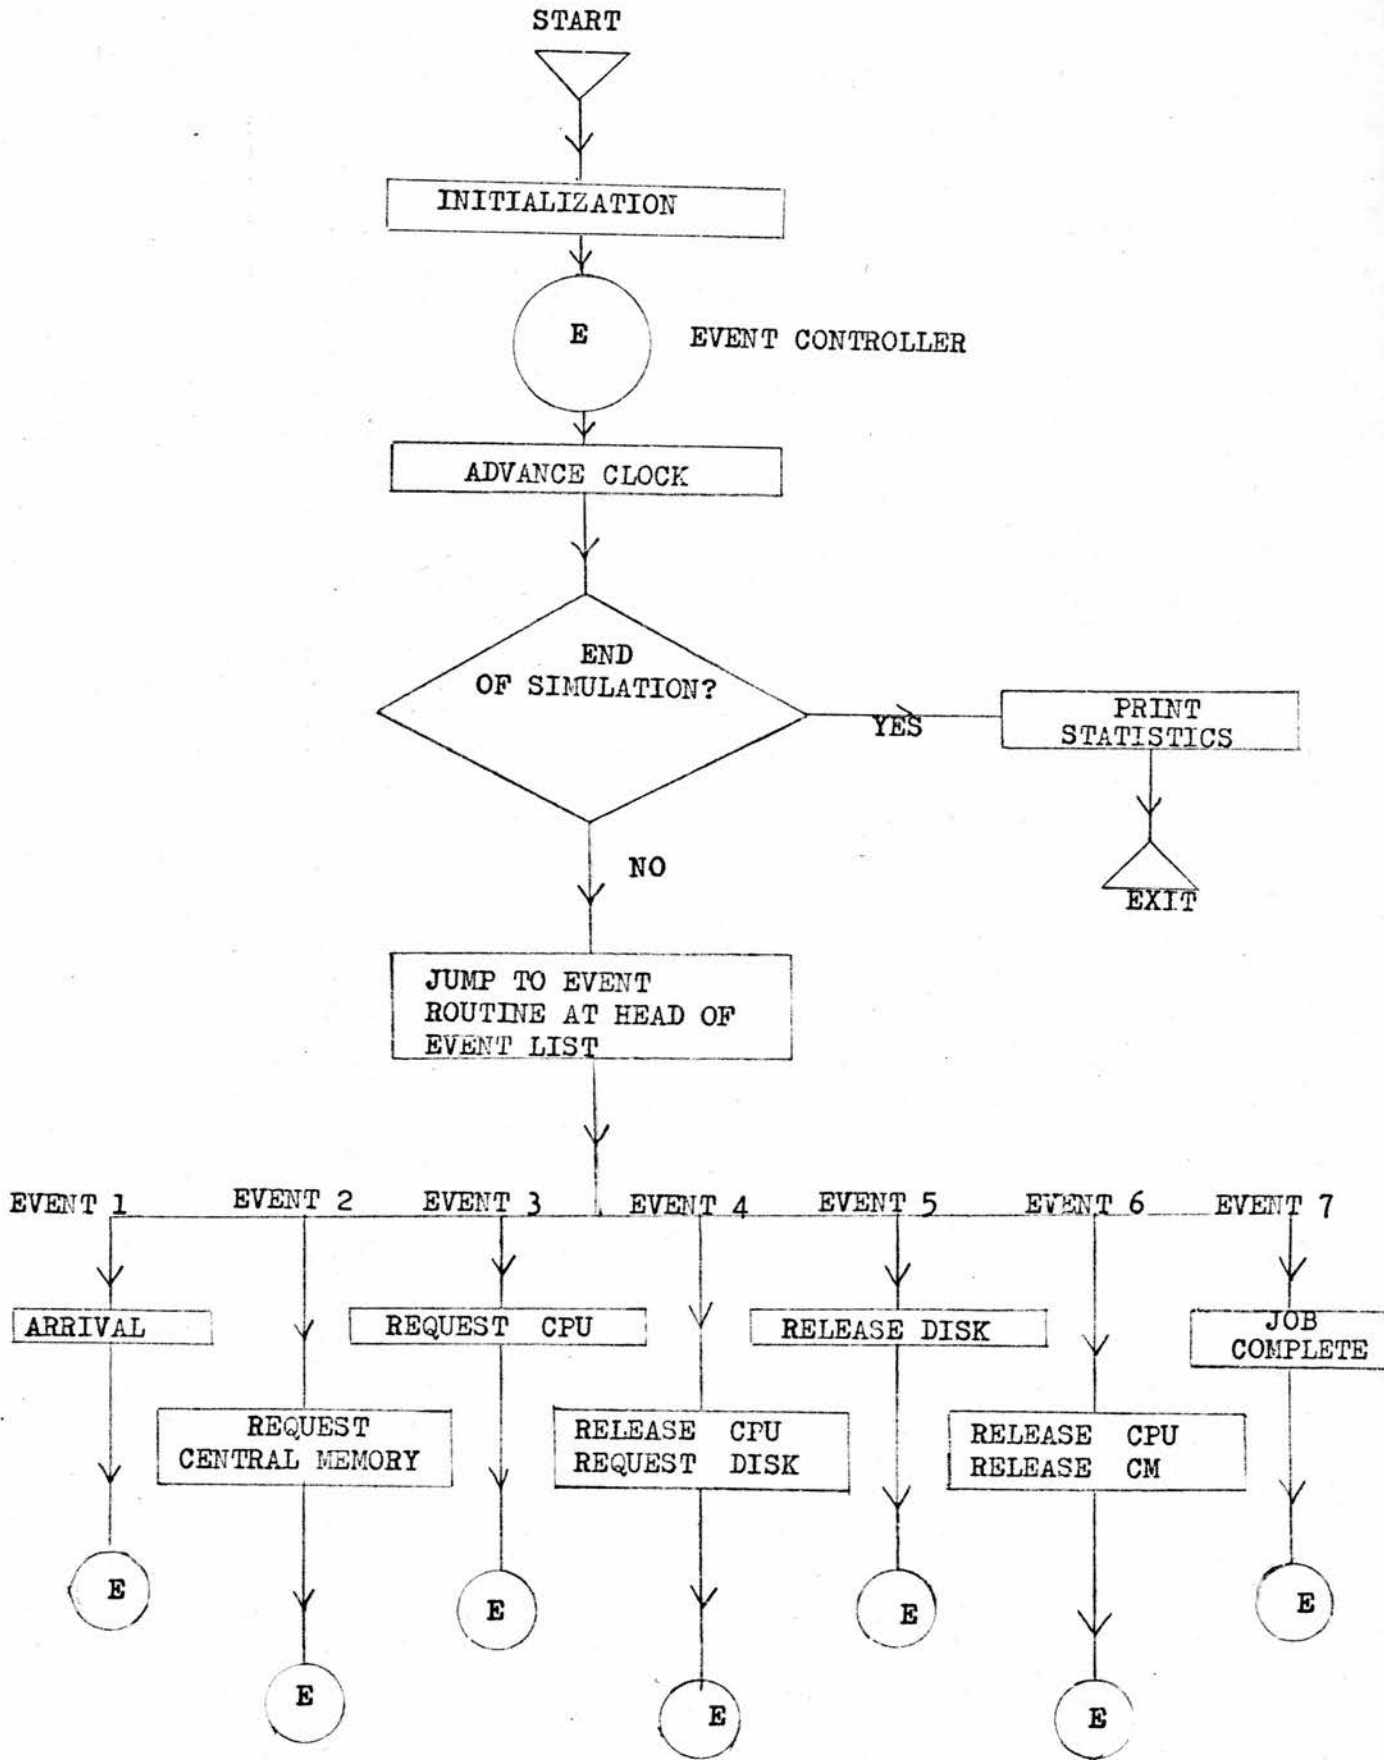 START
INITIALIZATION
E
EVENT CONTROLLER
ADVANCE CLOCK
END
OF SIMULATION?
YES
PRINT
STATISTICS
EXIT
NO
JUMP TO EVENT
ROUTINE AT HEAD OF
EVENT LIST
EVENT 1
EVENT 2
EVENT 3
EVENT 4
EVENT 5
EVENT 6
EVENT 7
ARRIVAL
REQUEST CPU
RELEASE DISK
JOB
COMPLETE
REQUEST
CENTRAL MEMORY
RELEASE CPU
REQUEST DISK
RELEASE CPU
RELEASE CM
E
E
E
E
E
E
E